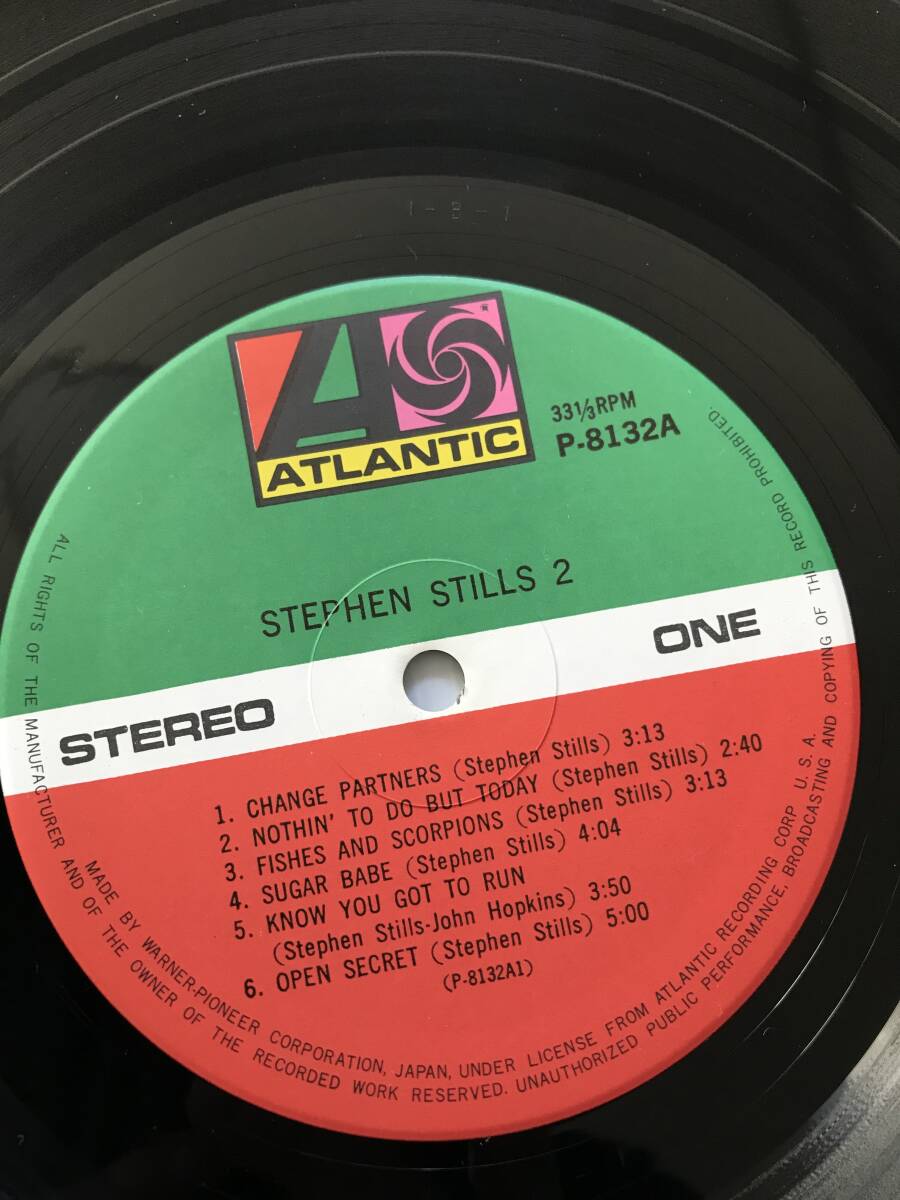 1-B-1
ATLANTIC
33⅓RPM
P-8132A
STEPHEN STILLS 2
STEREO
ONE
1. CHANGE PARTNERS (Stephen Stills) 3:13
2. NOTHIN' TO DO BUT TODAY (Stephen Stills) 2:40
3. FISHES AND SCORPIONS (Stephen Stills) 3:13
4. SUGAR BABE (Stephen Stills) 4:04
5. KNOW YOU GOT TO RUN
(Stephen Stills-John Hopkins) 3:50
6. OPEN SECRET (Stephen Stills) 5:00
(P-8132A1)
MADE BY WARNER-PIONEER CORPORATION, JAPAN, UNDER LICENSE FROM ATLANTIC RECORDING CORP. U.S.A.
ALL RIGHTS OF THE MANUFACTURER AND OF THE OWNER OF THE RECORDED WORK RESERVED. UNAUTHORIZED PUBLIC PERFORMANCE, BROADCASTING AND COPYING OF THIS RECORD PROHIBITED.